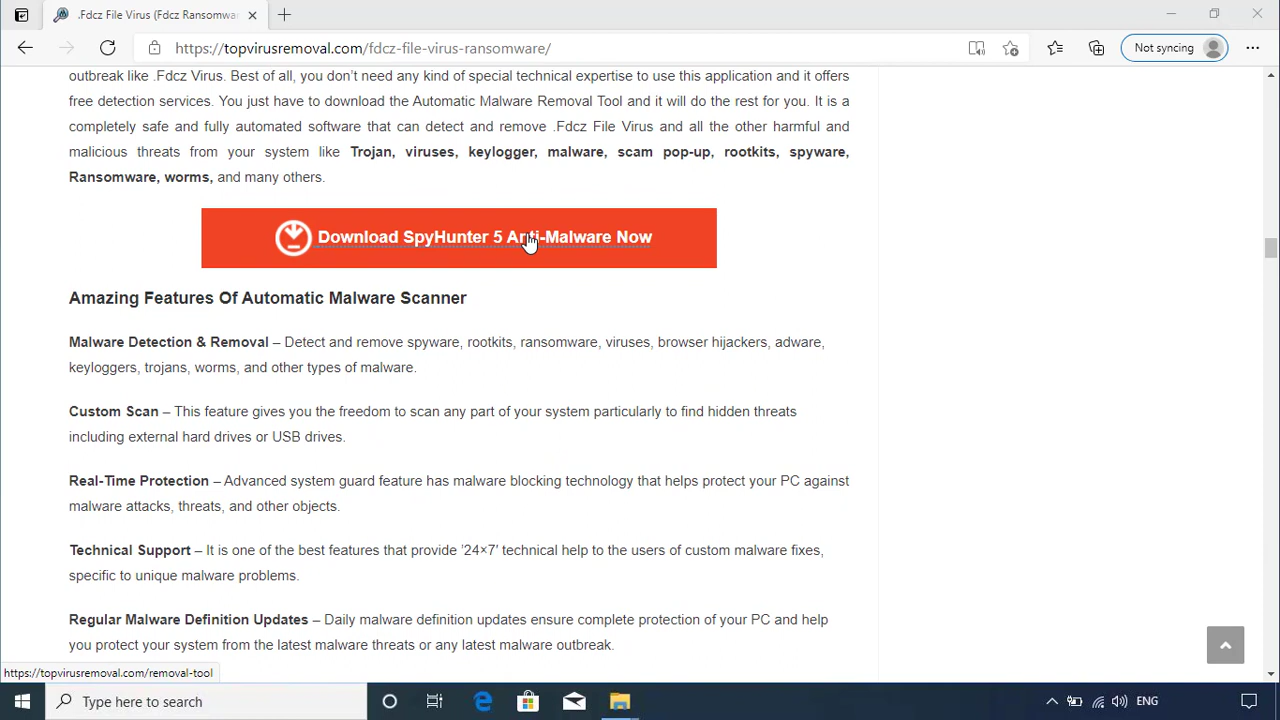 .Fdcz File Virus (Fdcz Ransomwa
https://topvirusremoval.com/fdcz-file-virus-ransomware/
Not syncing
outbreak like .Fdcz Virus. Best of all, you don't need any kind of special technical expertise to use this application and it offers
free detection services. You just have to download the Automatic Malware Removal Tool and it will do the rest for you. It is a
completely safe and fully automated software that can detect and remove .Fdcz File Virus and all the other harmful and
malicious threats from your system like Trojan, viruses, keylogger, malware, scam pop-up, rootkits, spyware,
Ransomware, worms, and many others.
Download SpyHunter 5 Anti-Malware Now
Amazing Features Of Automatic Malware Scanner
Malware Detection & Removal – Detect and remove spyware, rootkits, ransomware, viruses, browser hijackers, adware,
keyloggers, trojans, worms, and other types of malware.
Custom Scan – This feature gives you the freedom to scan any part of your system particularly to find hidden threats
including external hard drives or USB drives.
Real-Time Protection – Advanced system guard feature has malware blocking technology that helps protect your PC against
malware attacks, threats, and other objects.
Technical Support – It is one of the best features that provide '24×7′ technical help to the users of custom malware fixes,
specific to unique malware problems.
Regular Malware Definition Updates – Daily malware definition updates ensure complete protection of your PC and help
you protect your system from the latest malware threats or any latest malware outbreak.
https://topvirusremoval.com/removal-tool
Type here to search
ENG